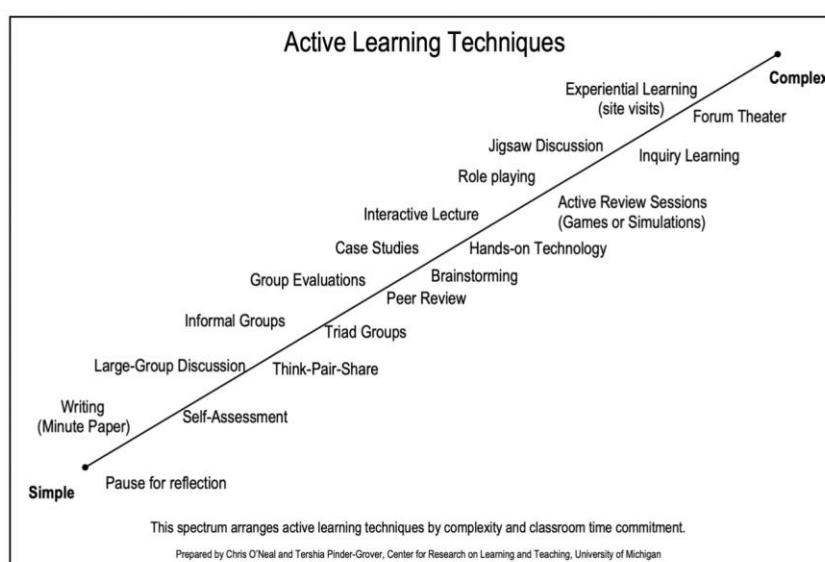 Active Learning Techniques
Complex
Experiential Learning
(site visits)
Forum Theater
Jigsaw Discussion
Inquiry Learning
Role playing
Active Review Sessions
(Games or Simulations)
Interactive Lecture
Case Studies
Hands-on Technology
Brainstorming
Group Evaluations
Peer Review
Informal Groups
Triad Groups
Large-Group Discussion
Think-Pair-Share
Writing
(Minute Paper)
Self-Assessment
Simple
Pause for reflection
This spectrum arranges active learning techniques by complexity and classroom time commitment.
Prepared by Chris O'Neal and Tershia Pinder-Grover, Center for Research on Learning and Teaching, University of Michigan